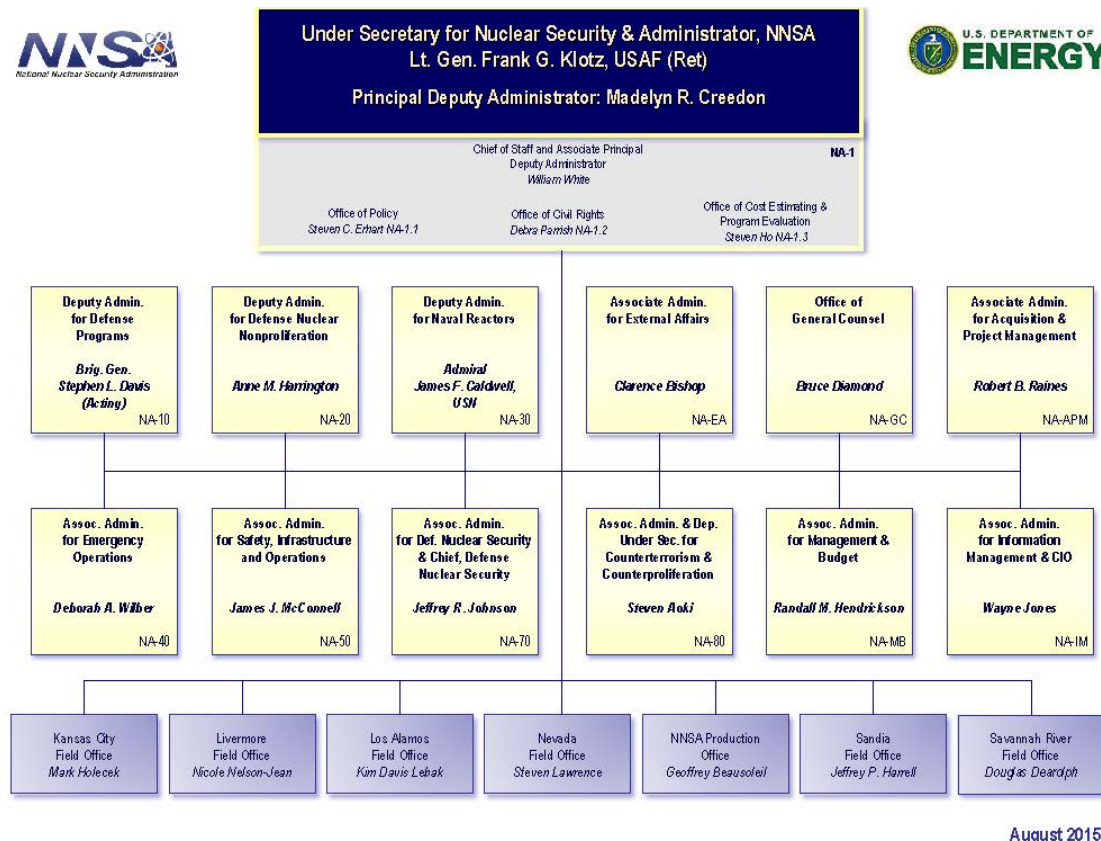 NNSA
National Nuclear Security Administration
Under Secretary for Nuclear Security & Administrator, NNSA
Lt. Gen. Frank G. Klotz, USAF (Ret)
Principal Deputy Administrator: Madelyn R. Creedon
U.S. DEPARTMENT OF
ENERGY
Chief of Staff and Associate Principal
Deputy Administrator
William White
NA-1
Office of Policy
Steven C. Erhart NA-1.1
Office of Civil Rights
Debra Parrish NA-1.2
Office of Cost Estimating &
Program Evaluation
Steven Ho NA-1.3
Deputy Admin.
for Defense
Programs
Brig. Gen.
Stephen L. Davis
(Acting)
NA-10
Deputy Admin.
for Defense Nuclear
Nonproliferation
Anne M. Harrington
NA-20
Deputy Admin.
for Naval Reactors
Admiral
James F. Caldwell,
USN
NA-30
Associate Admin.
for External Affairs
Clarence Bishop
NA-EA
Office of
General Counsel
Bruce Diamond
NA-GC
Associate Admin.
for Acquisition &
Project Management
Robert B. Raines
NA-APM
Assoc. Admin.
for Emergency
Operations
Deborah A. Wilber
NA-40
Assoc. Admin.
for Safety, Infrastructure
and Operations
James J. McConnell
NA-50
Assoc. Admin.
for Def. Nuclear Security
& Chief, Defense
Nuclear Security
Jeffrey R. Johnson
NA-70
Assoc. Admin. & Dep.
Under Sec. for
Counterterrorism &
Counterproliferation
Steven Aoki
NA-80
Assoc. Admin.
for Management &
Budget
Randall M. Hendrickson
NA-MB
Assoc. Admin.
for Information
Management & CIO
Wayne Jones
NA-IM
Kansas City
Field Office
Mark Holecek
Livermore
Field Office
Nicole Nelson-Jean
Los Alamos
Field Office
Kim Davis Lebak
Nevada
Field Office
Steven Lawrence
NNSA Production
Office
Geoffrey Beausoleil
Sandia
Field Office
Jeffrey P. Harrell
Savannah River
Field Office
Douglas Dearolph
August 2015